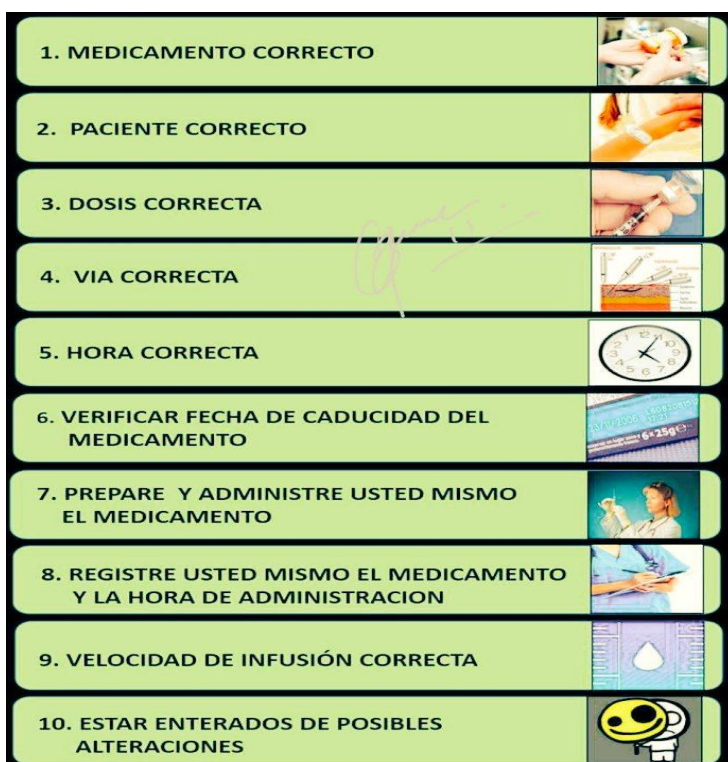 1. MEDICAMENTO CORRECTO
2. PACIENTE CORRECTO
3. DOSIS CORRECTA
4. VIA CORRECTA
5. HORA CORRECTA
6. VERIFICAR FECHA DE CADUCIDAD DEL
MEDICAMENTO
6x25g e
7. PREPARE Y ADMINISTRE USTED MISMO
EL MEDICAMENTO
8. REGISTRE USTED MISMO EL MEDICAMENTO
Y LA HORA DE ADMINISTRACION
9. VELOCIDAD DE INFUSIÓN CORRECTA
10. ESTAR ENTERADOS DE POSIBLES
ALTERACIONES